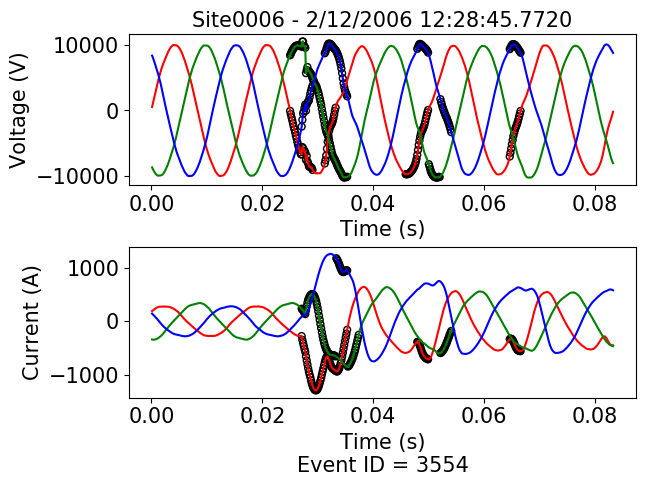 Site0006 - 2/12/2006 12:28:45.7720
Voltage (V)
10000
0
−10000
0.00 0.02 0.04 0.06 0.08
Time (s)
Current (A)
1000
0
−1000
0.00 0.02 0.04 0.06 0.08
Time (s)
Event ID = 3554